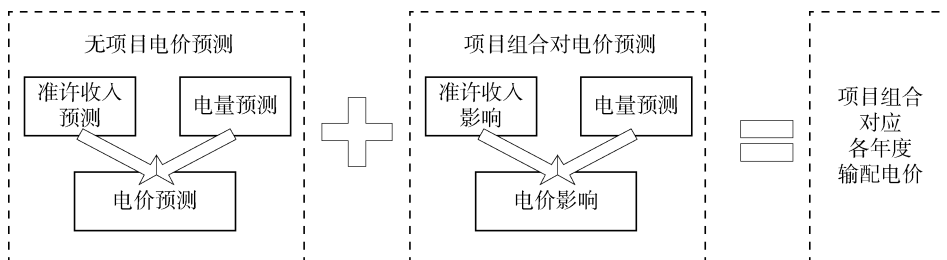 无项目电价预测
准许收入
预测
电量预测
电价预测
项目组合对电价预测
准许收入
影响
电量预测
电价影响
项目组合
对应
各年度
输配电价